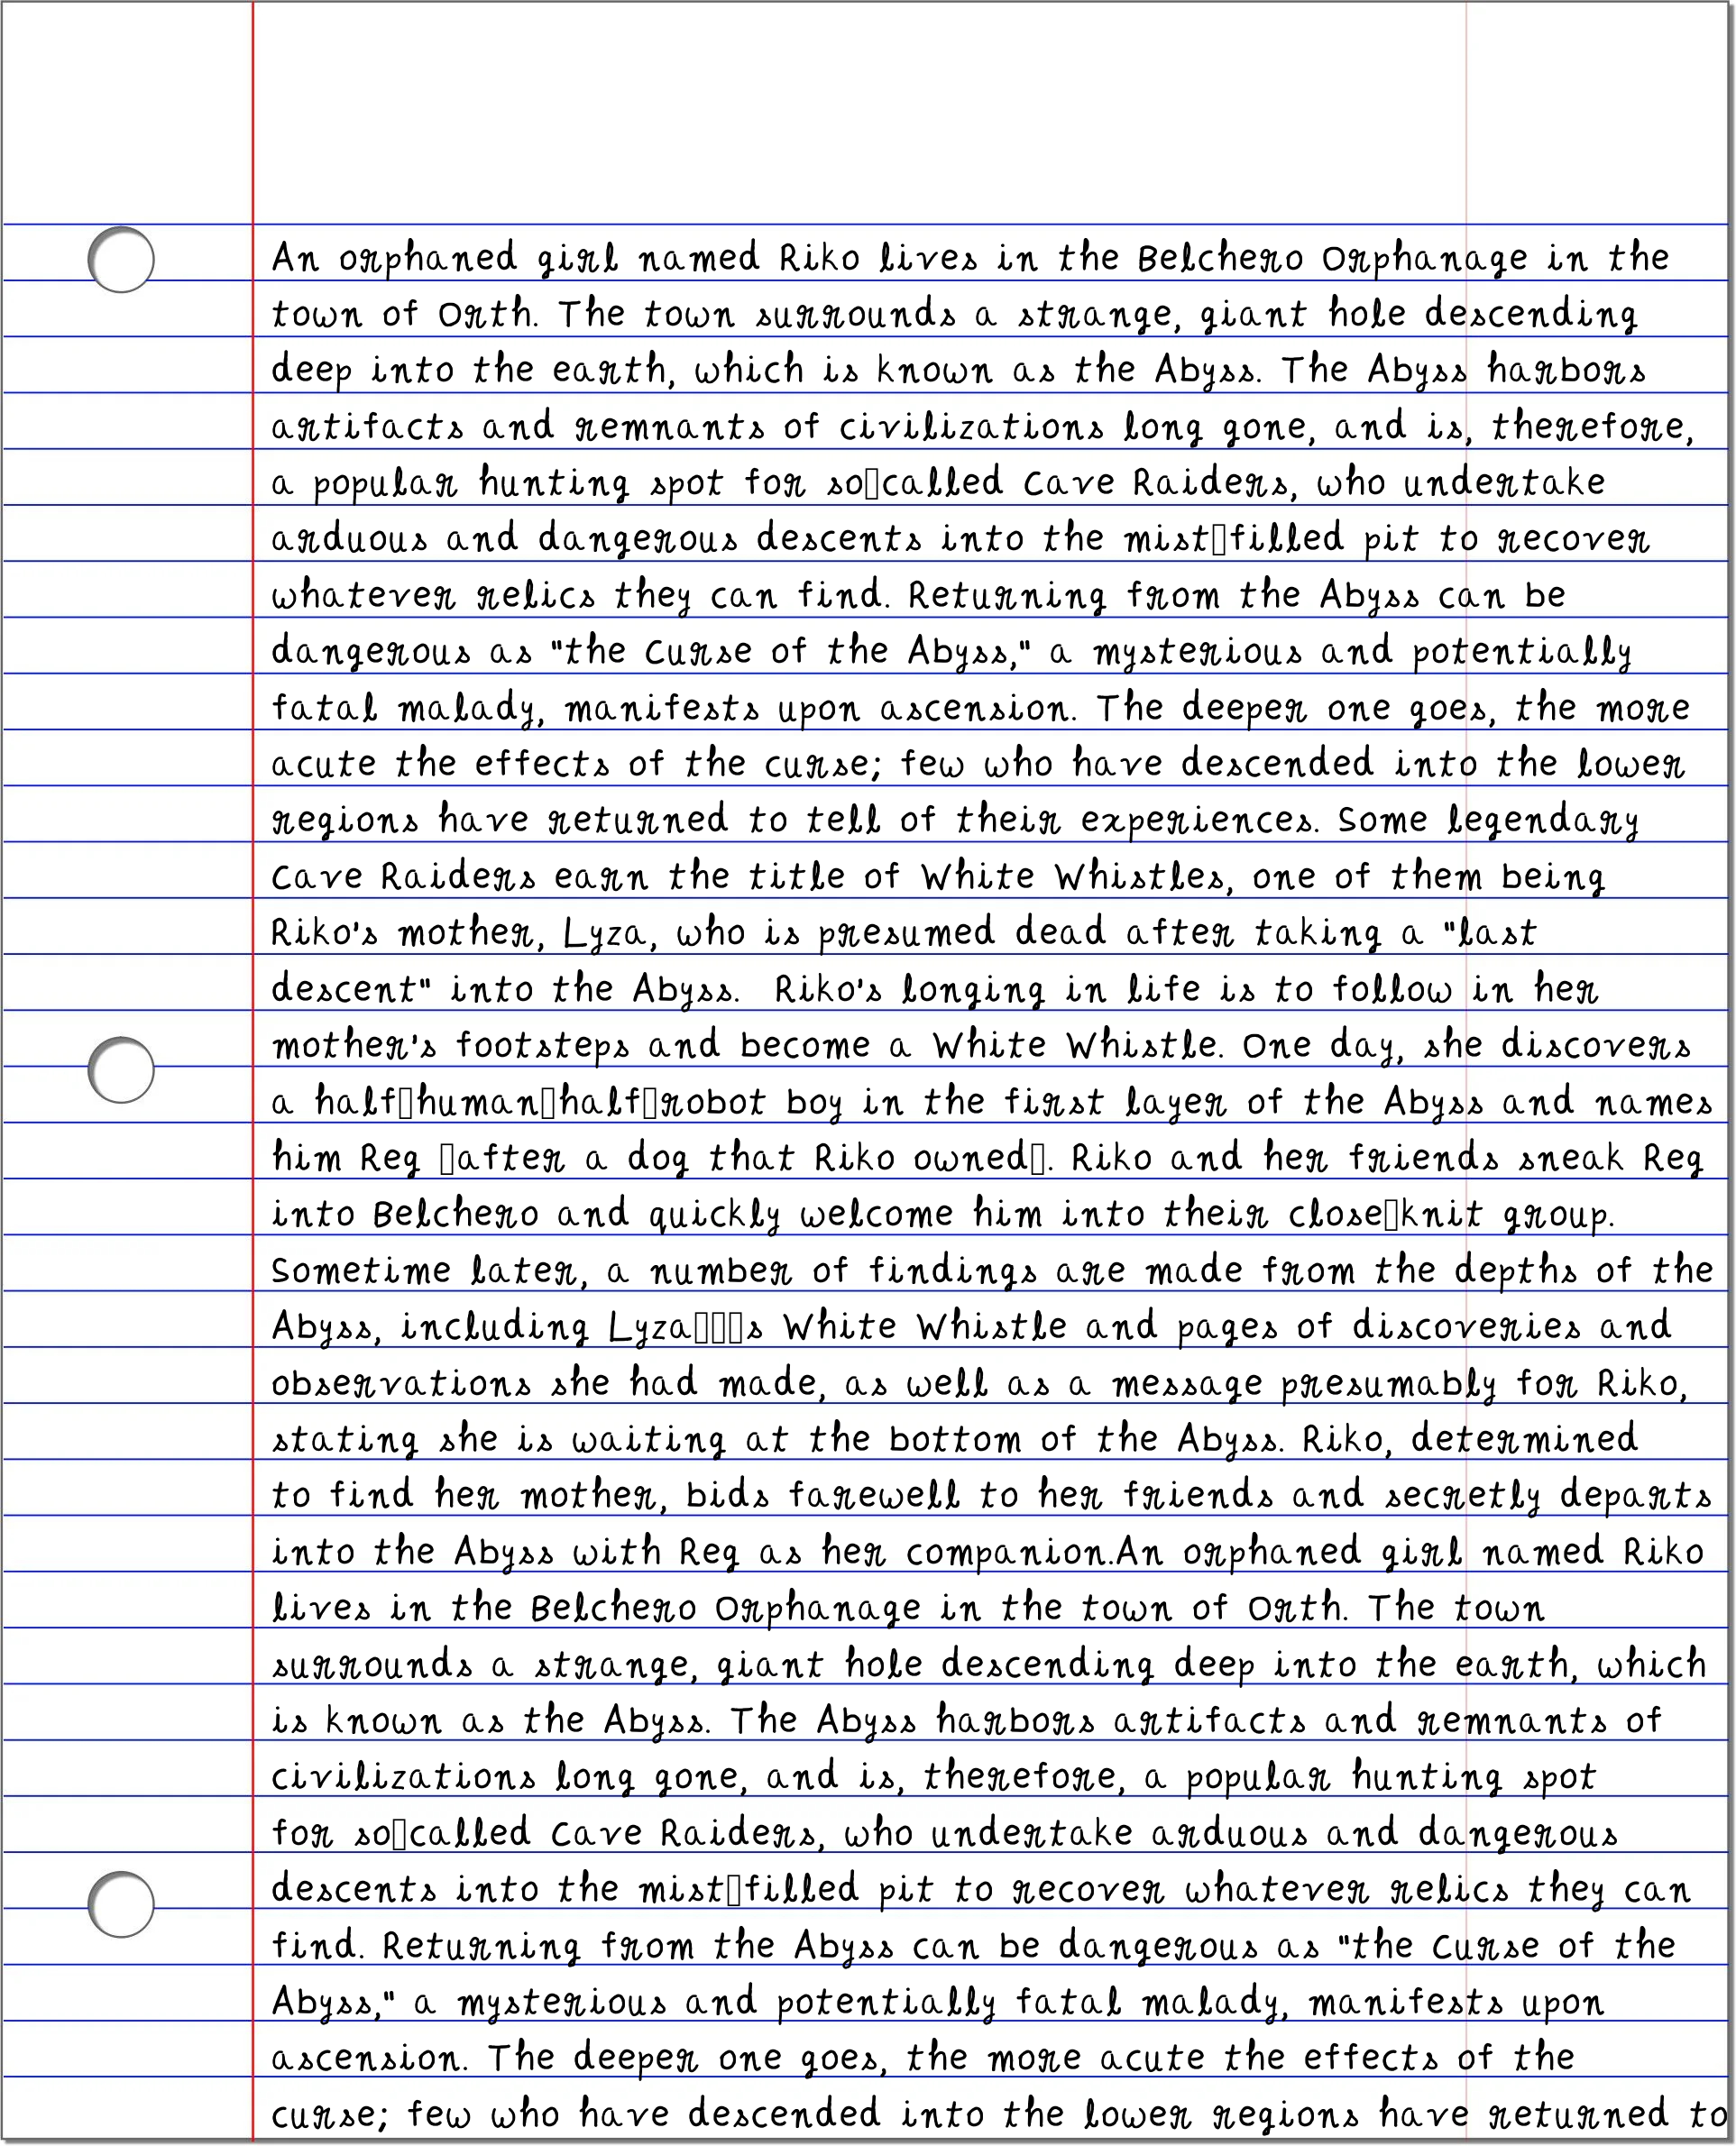 An orphaned girl named Riko lives in the Belchero Orphanage in the
town of Orth. The town surrounds a strange, giant hole descending
deep into the earth, which is known as the Abyss. The Abyss harbors
artifacts and remnants of civilizations long gone, and is, therefore,
a popular hunting spot for so▯called Cave Raiders, who undertake
arduous and dangerous descents into the mist▯filled pit to recover
whatever relics they can find. Returning from the Abyss can be
dangerous as "the Curse of the Abyss," a mysterious and potentially
fatal malady, manifests upon ascension. The deeper one goes, the more
acute the effects of the curse; few who have descended into the lower
regions have returned to tell of their experiences. Some legendary
Cave Raiders earn the title of White Whistles, one of them being
Riko's mother, Lyza, who is presumed dead after taking a "last
descent" into the Abyss.  Riko's longing in life is to follow in her
mother's footsteps and become a White Whistle. One day, she discovers
a half▯human▯half▯robot boy in the first layer of the Abyss and names
him Reg ▯after a dog that Riko owned▯. Riko and her friends sneak Reg
into Belchero and quickly welcome him into their close▯knit group.
Sometime later, a number of findings are made from the depths of the
Abyss, including Lyza▯▯▯s White Whistle and pages of discoveries and
observations she had made, as well as a message presumably for Riko,
stating she is waiting at the bottom of the Abyss. Riko, determined
to find her mother, bids farewell to her friends and secretly departs
into the Abyss with Reg as her companion.An orphaned girl named Riko
lives in the Belchero Orphanage in the town of Orth. The town
surrounds a strange, giant hole descending deep into the earth, which
is known as the Abyss. The Abyss harbors artifacts and remnants of
civilizations long gone, and is, therefore, a popular hunting spot
for so▯called Cave Raiders, who undertake arduous and dangerous
descents into the mist▯filled pit to recover whatever relics they can
find. Returning from the Abyss can be dangerous as "the Curse of the
Abyss," a mysterious and potentially fatal malady, manifests upon
ascension. The deeper one goes, the more acute the effects of the
curse; few who have descended into the lower regions have returned to